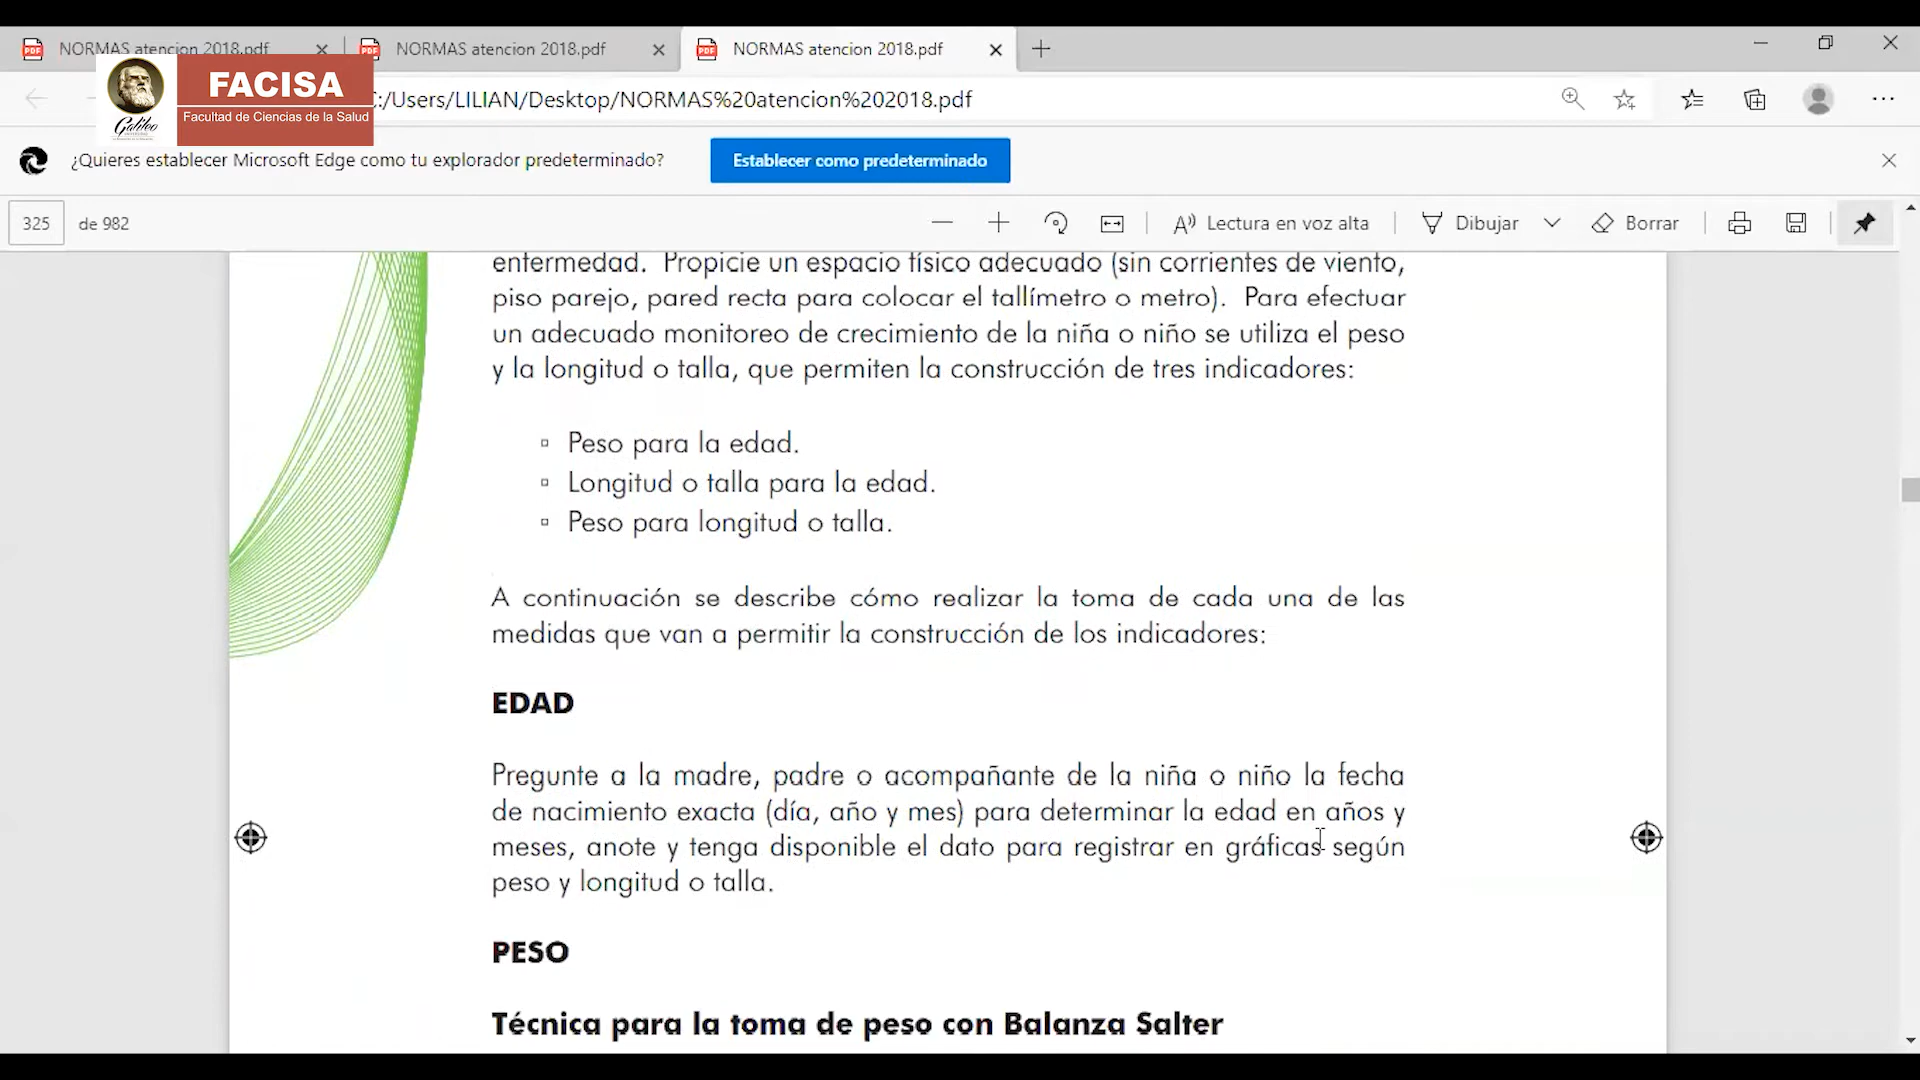 NORMAS atencion 2018.pdf
NORMAS atencion 2018.pdf
NORMAS atencion 2018.pdf
Galileo
FACISA
Facultad de Ciencias de la Salud
C:/Users/LILIAN/Desktop/NORMAS%20atencion%202018.pdf
¿Quieres establecer Microsoft Edge como tu explorador predeterminado?
Establecer como predeterminado
325 de 982
Lectura en voz alta
Dibujar
Borrar
enfermedad. Propicie un espacio físico adecuado (sin corrientes de viento,
piso parejo, pared recta para colocar el tallímetro o metro). Para efectuar
un adecuado monitoreo de crecimiento de la niña o niño se utiliza el peso
y la longitud o talla, que permiten la construcción de tres indicadores:
Peso para la edad.
Longitud o talla para la edad.
Peso para longitud o talla.
A continuación se describe cómo realizar la toma de cada una de las
medidas que van a permitir la construcción de los indicadores:
EDAD
Pregunte a la madre, padre o acompañante de la niña o niño la fecha
de nacimiento exacta (día, año y mes) para determinar la edad en años y
meses, anote y tenga disponible el dato para registrar en gráficas según
peso y longitud o talla.
PESO
Técnica para la toma de peso con Balanza Salter